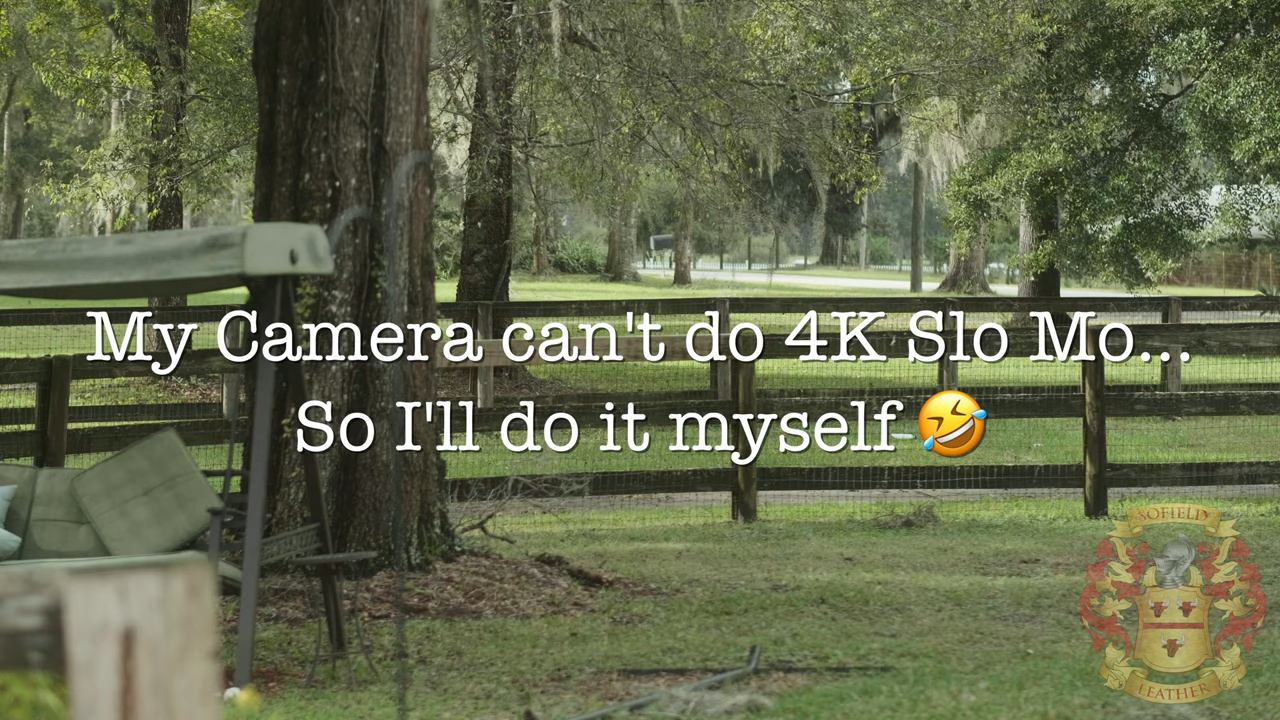 My Camera can't do 4K Slo Mo...
So I'll do it myself 🤣
SOFIELD
LEATHER